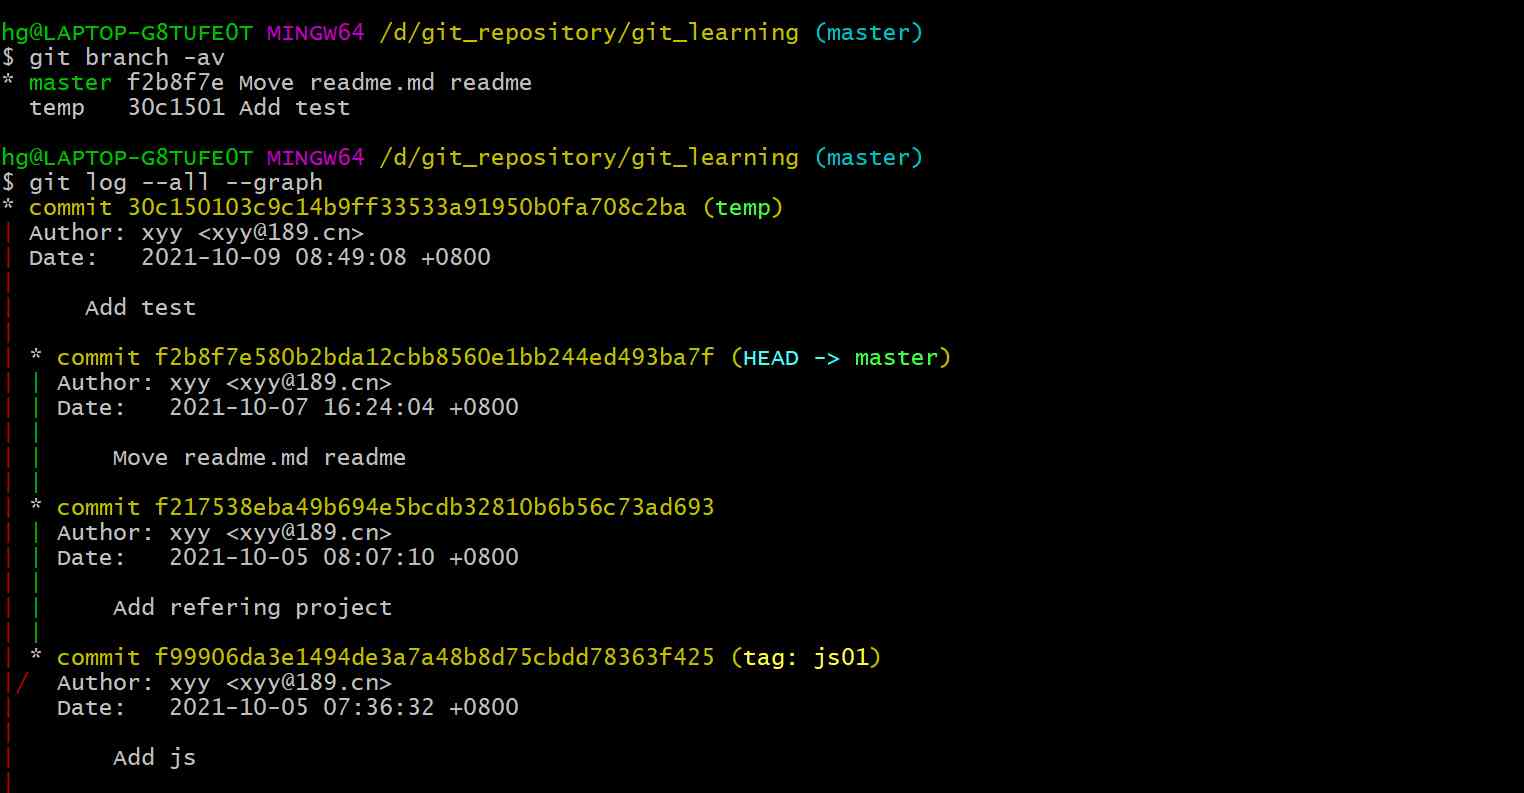 hg@LAPTOP-G8TUFE0T MINGW64 /d/git_repository/git_learning (master)
$ git branch -av
* master f2b8f7e Move readme.md readme
  temp   30c1501 Add test
hg@LAPTOP-G8TUFE0T MINGW64 /d/git_repository/git_learning (master)
$ git log --all --graph
* commit 30c150103c9c14b9ff33533a91950b0fa708c2ba (temp)
| Author: xyy <xyy@189.cn>
| Date:   2021-10-09 08:49:08 +0800
|
|     Add test
|
| * commit f2b8f7e580b2bda12cbb8560e1bb244ed493ba7f (HEAD -> master)
| | Author: xyy <xyy@189.cn>
| | Date:   2021-10-07 16:24:04 +0800
| |
| |     Move readme.md readme
| |
| * commit f217538eba49b694e5bcdb32810b6b56c73ad693
| | Author: xyy <xyy@189.cn>
| | Date:   2021-10-05 08:07:10 +0800
| |
| |     Add refering project
| |
| * commit f99906da3e1494de3a7a48b8d75cbdd78363f425 (tag: js01)
|/  Author: xyy <xyy@189.cn>
|   Date:   2021-10-05 07:36:32 +0800
|
|       Add js
|